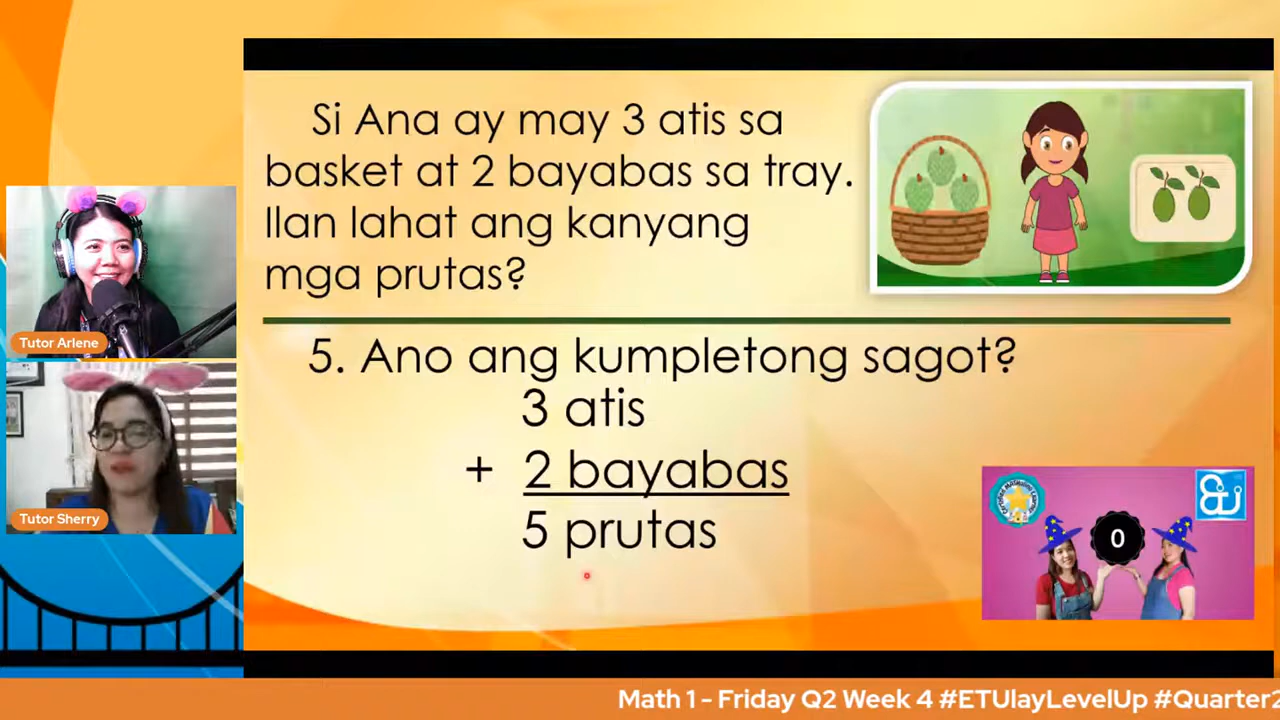 Si Ana ay may 3 atis sa
basket at 2 bayabas sa tray.
Ilan lahat ang kanyang
mga prutas?
5. Ano ang kumpletong sagot?
3 atis
+ 2 bayabas
5 prutas
Tutor Arlene
Tutor Sherry
0
Math 1 - Friday Q2 Week 4 #ETUlayLevelUp #Quarter2